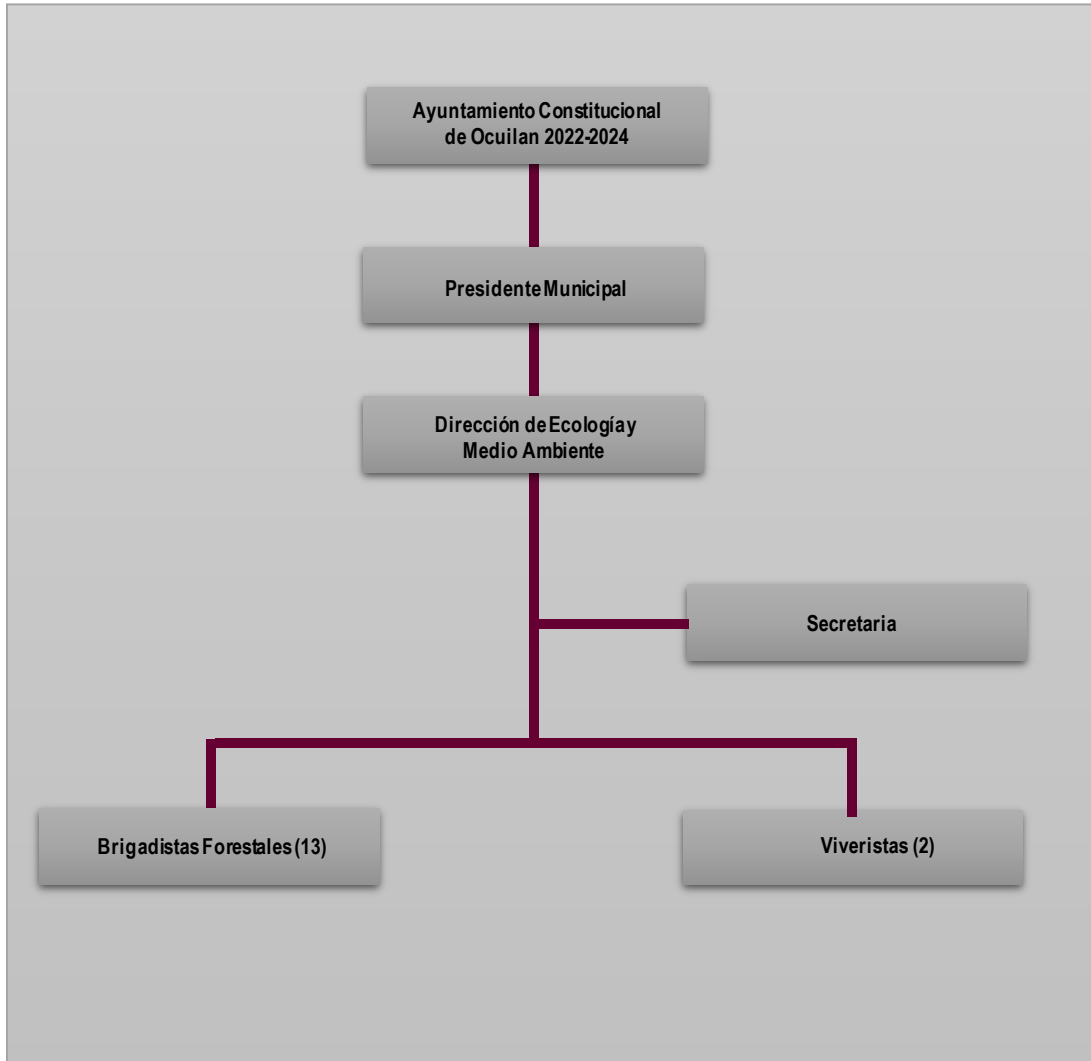 Ayuntamiento Constitucional
de Ocuilan 2022-2024
Presidente Municipal
Dirección de Ecología y
Medio Ambiente
Secretaria
Brigadistas Forestales (13)
Viveristas (2)